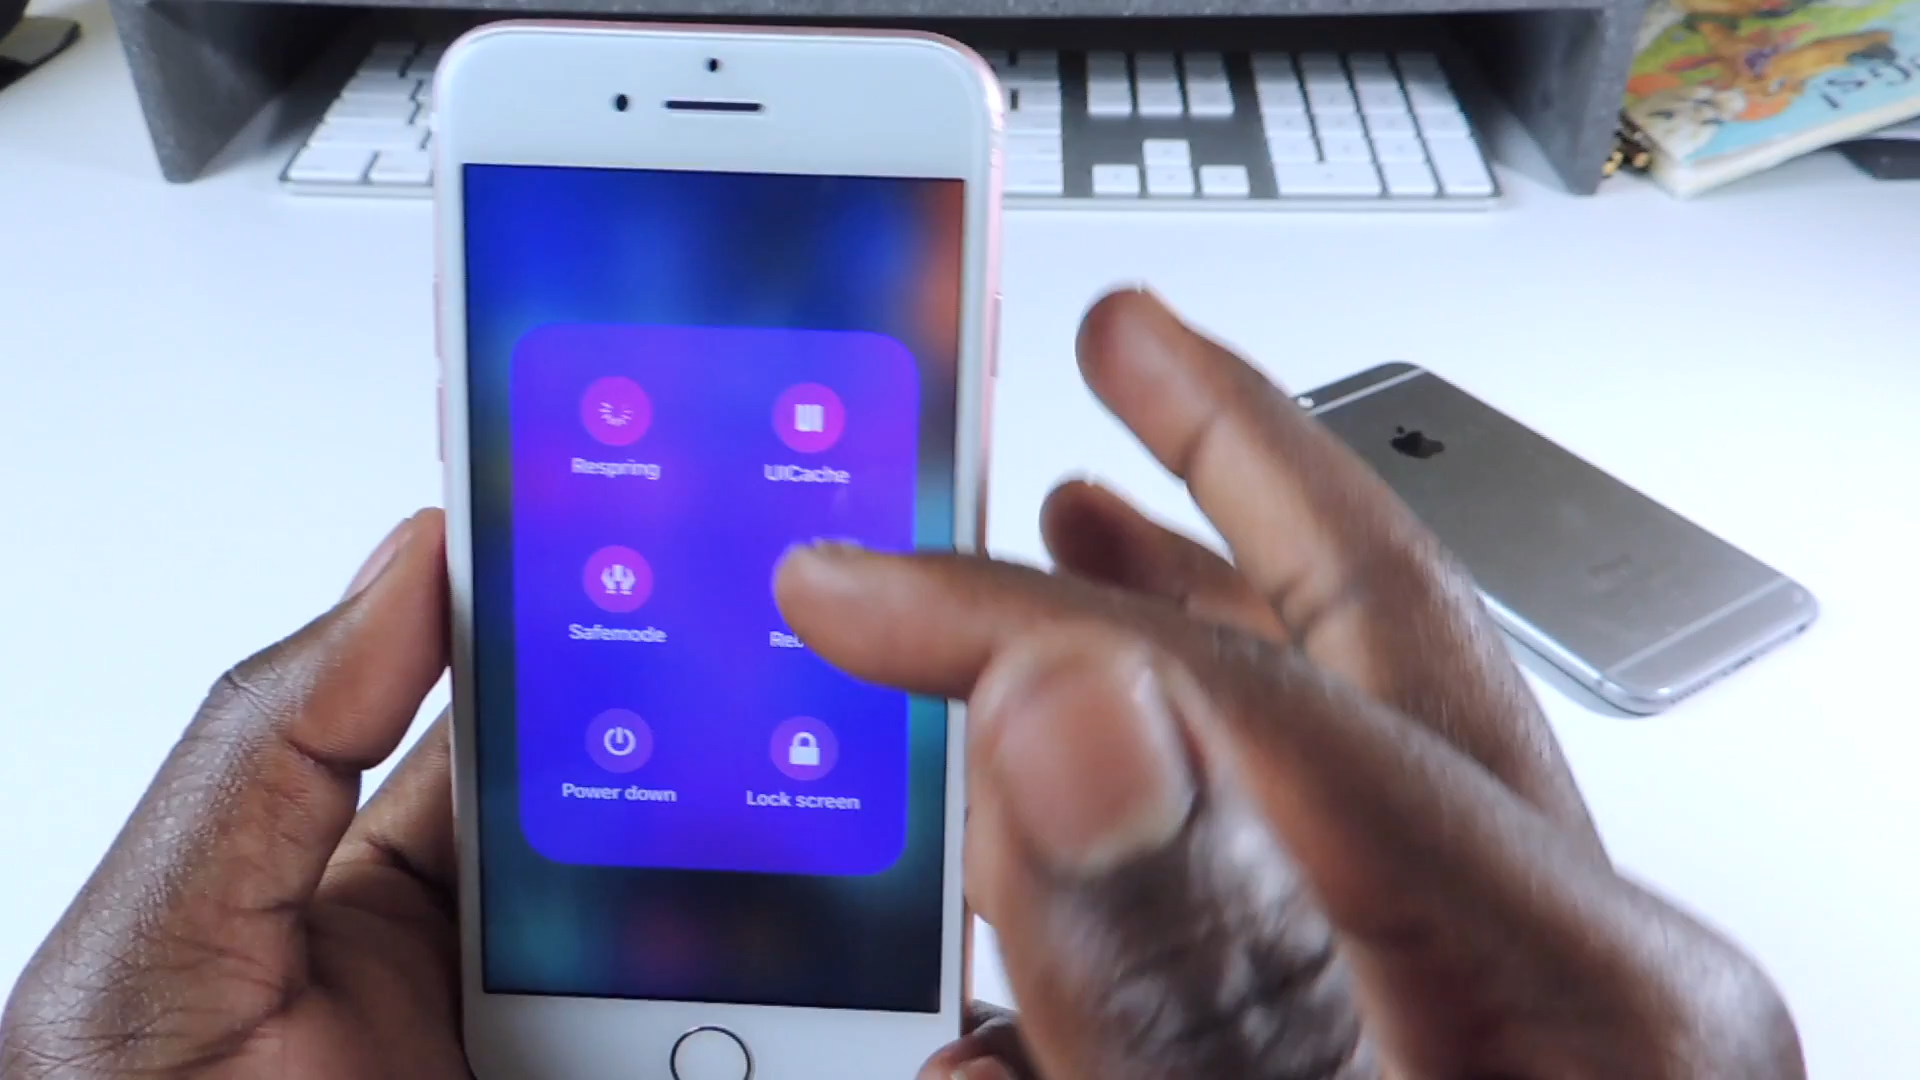 Respring
UICache
Safemode
Power down
Lock screen